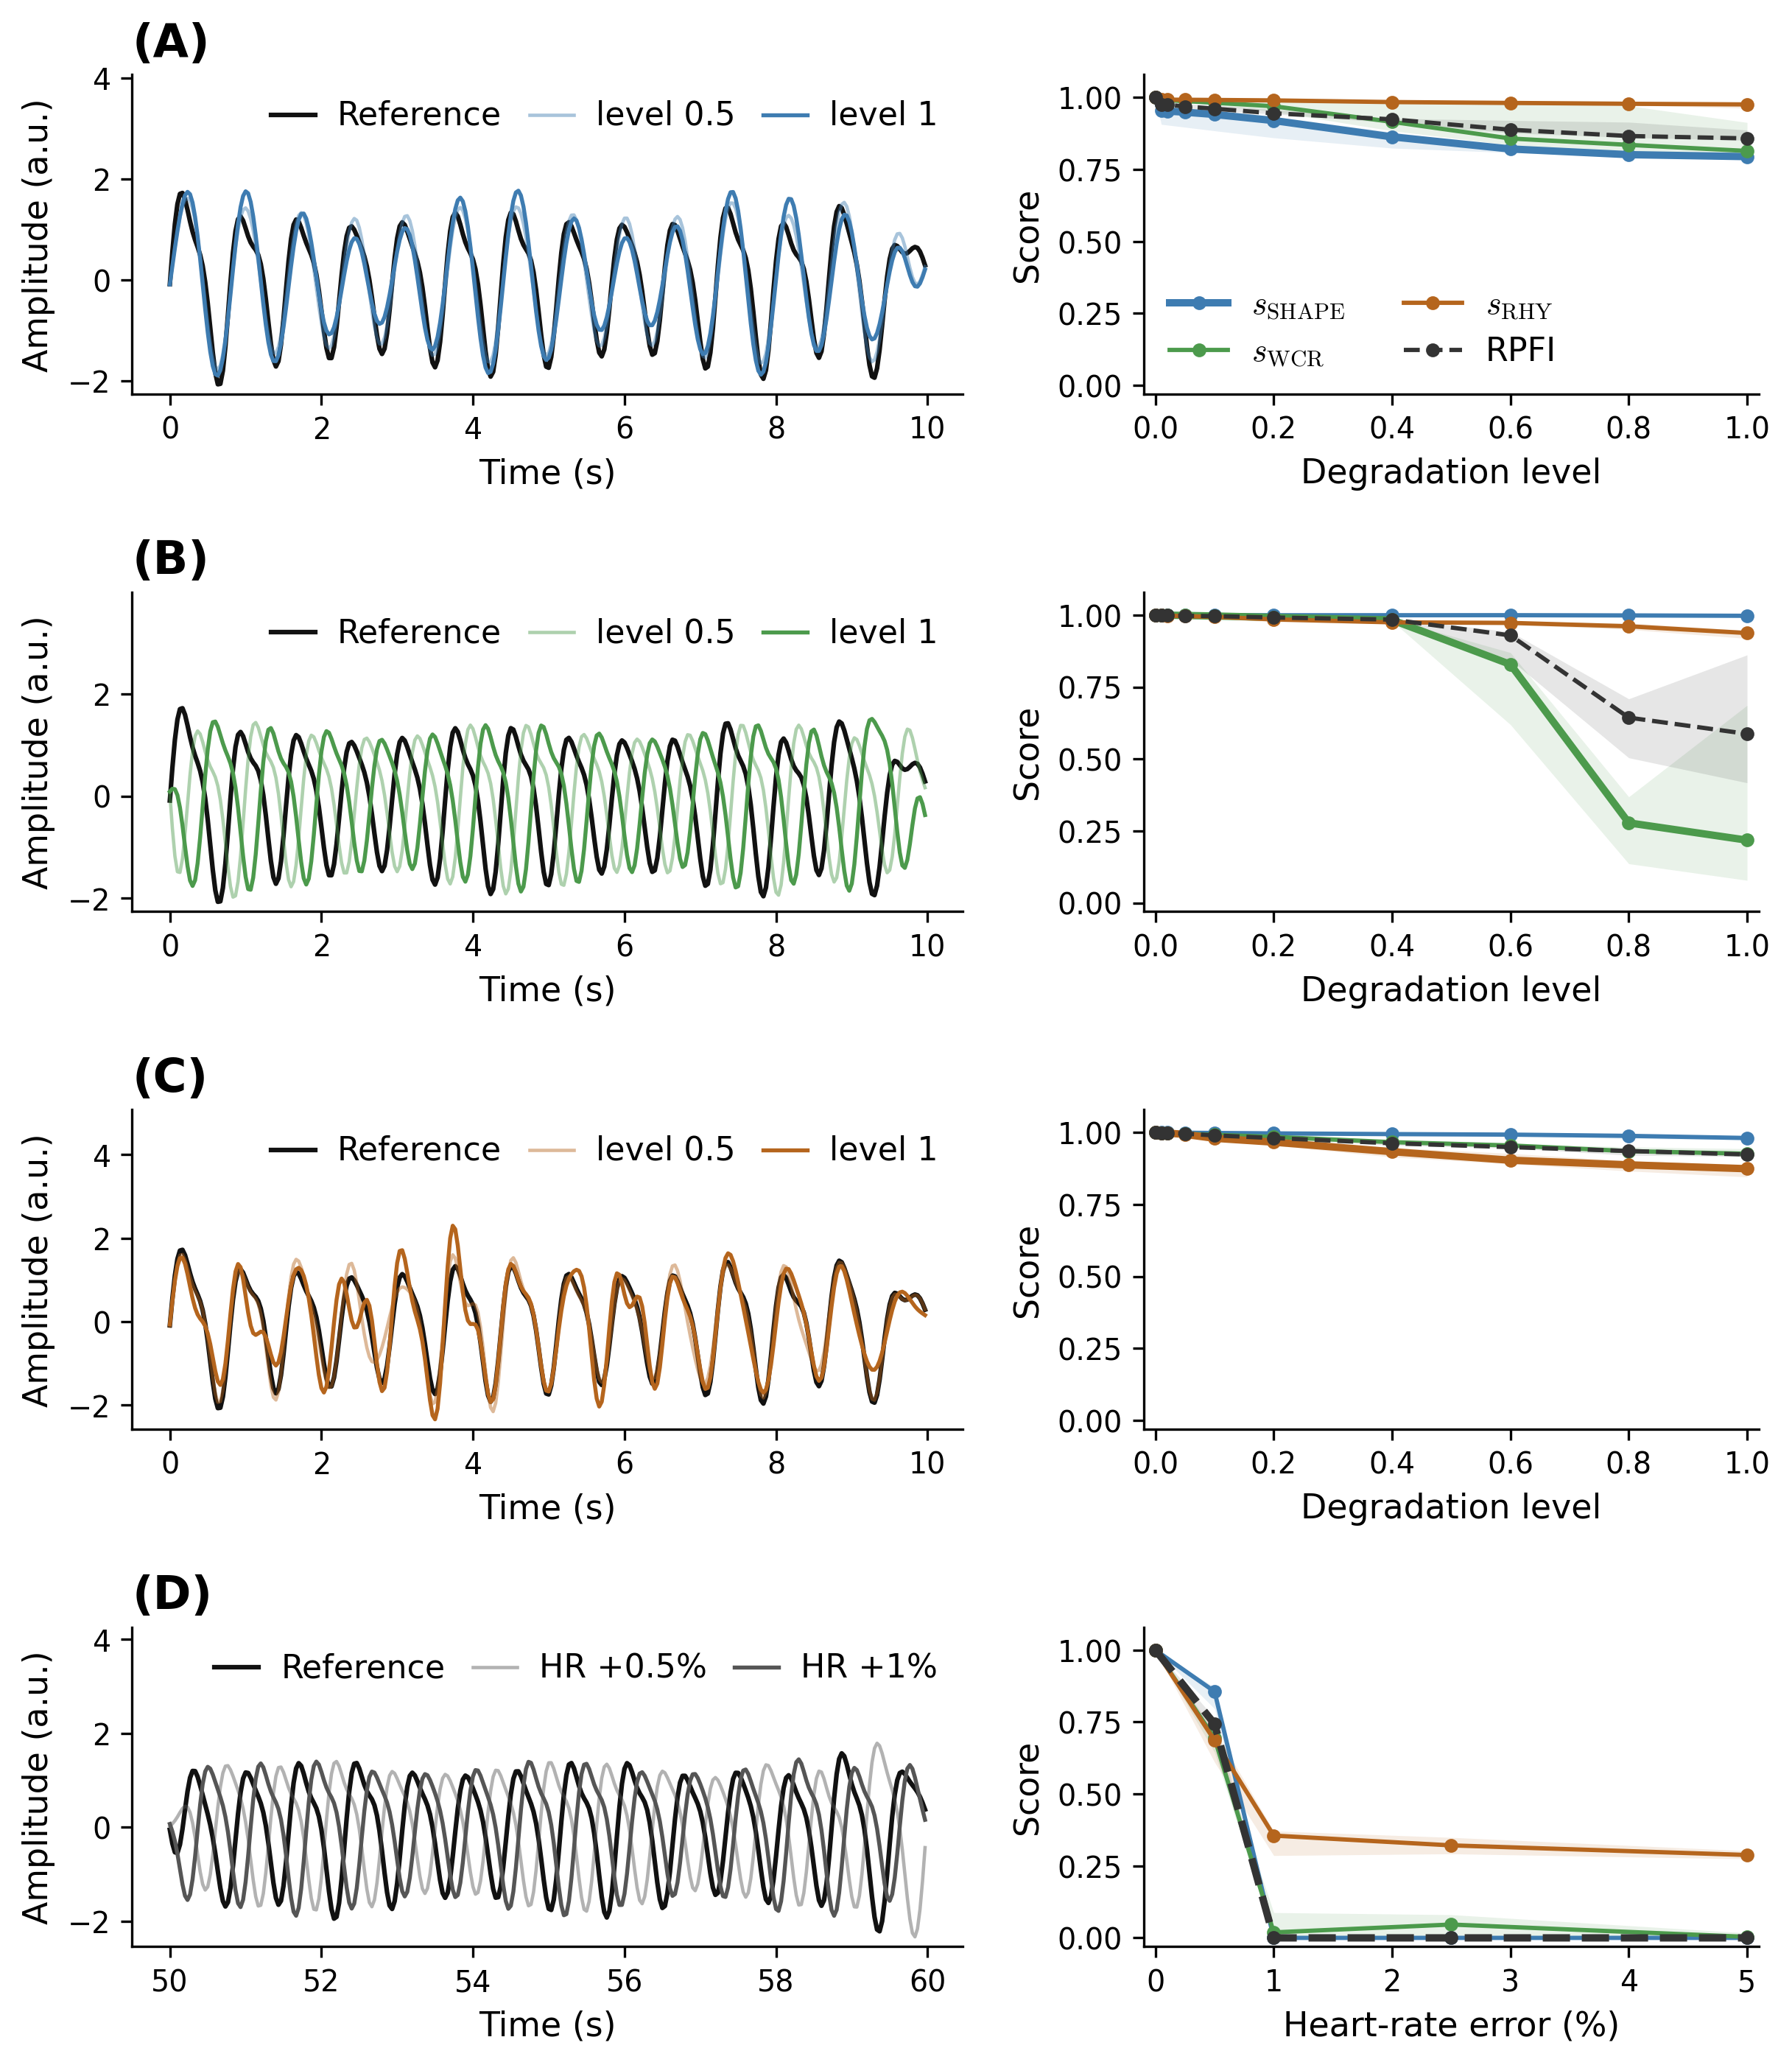 (A)
Amplitude (a.u.)
4
2
0
−2
Reference level 0.5 level 1
0 2 4 6 8 10
Time (s)
Score
1.00
0.75
0.50
0.25
0.00
sSHAPE sRHY
sWCR RPFI
0.0 0.2 0.4 0.6 0.8 1.0
Degradation level
(B)
Amplitude (a.u.)
2
0
−2
Reference level 0.5 level 1
0 2 4 6 8 10
Time (s)
Score
1.00
0.75
0.50
0.25
0.00
0.0 0.2 0.4 0.6 0.8 1.0
Degradation level
(C)
Amplitude (a.u.)
4
2
0
−2
Reference level 0.5 level 1
0 2 4 6 8 10
Time (s)
Score
1.00
0.75
0.50
0.25
0.00
0.0 0.2 0.4 0.6 0.8 1.0
Degradation level
(D)
Amplitude (a.u.)
4
2
0
−2
Reference HR +0.5% HR +1%
50 52 54 56 58 60
Time (s)
Score
1.00
0.75
0.50
0.25
0.00
0 1 2 3 4 5
Heart-rate error (%)